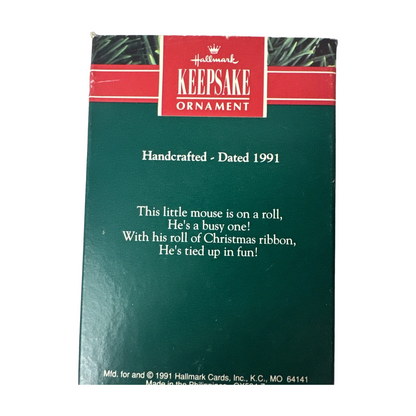 Hallmark
KEEPSAKE
ORNAMENT
Handcrafted - Dated 1991
This little mouse is on a roll,
He's a busy one!
With his roll of Christmas ribbon,
He's tied up in fun!
Mfd. for and © 1991 Hallmark Cards, Inc., K.C., MO 64141
Made in the Philippines